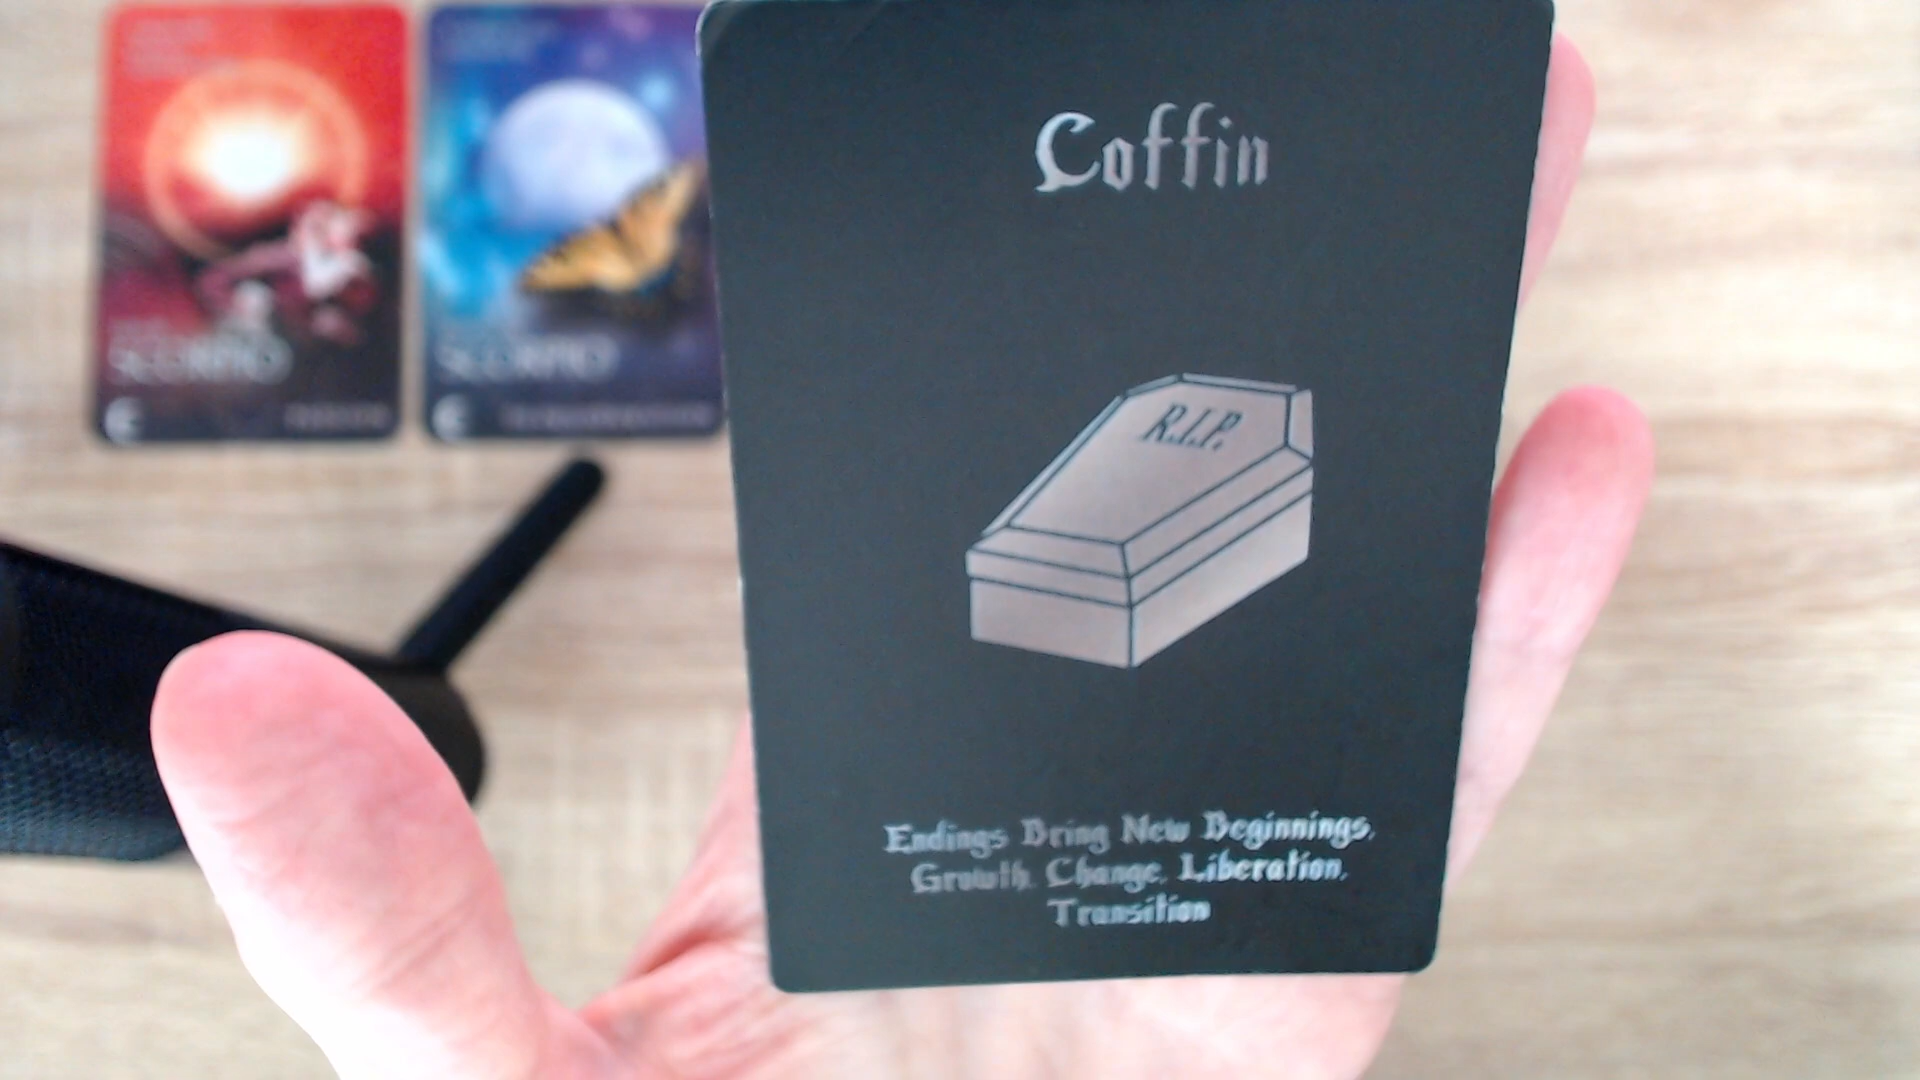 Coffin
R.I.P.
Endings Bring New Beginnings,
Growth, Change, Liberation,
Transition
SCORPIO
SCORPIO